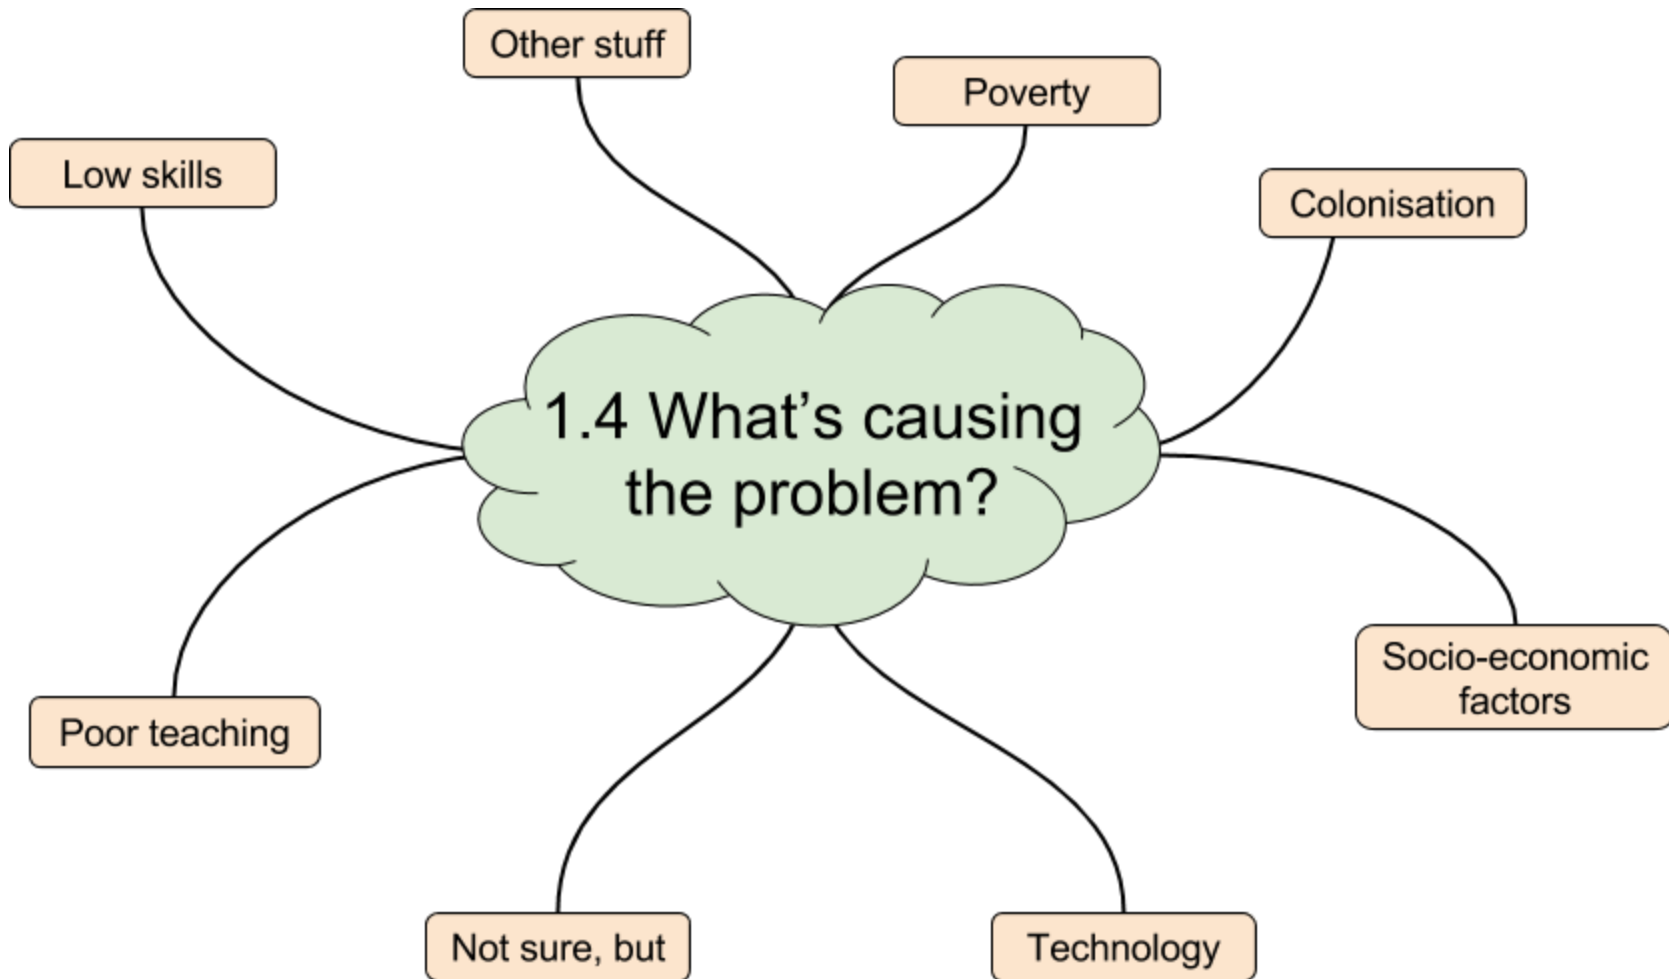 Other stuff
Poverty
Low skills
Colonisation
1.4 What’s causing
the problem?
Socio-economic
factors
Poor teaching
Not sure, but
Technology